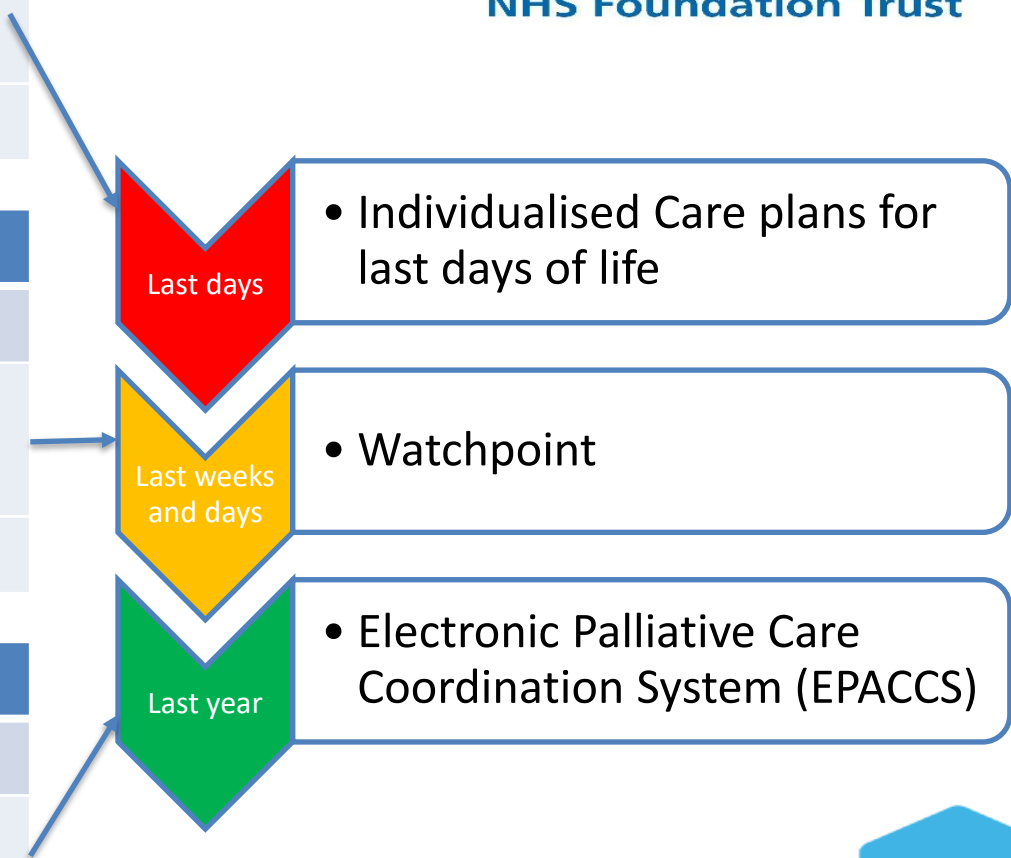 NHS Foundation Trust
Last days
• Individualised Care plans for
last days of life
Last weeks
and days
• Watchpoint
Last year
• Electronic Palliative Care
Coordination System (EPACCS)